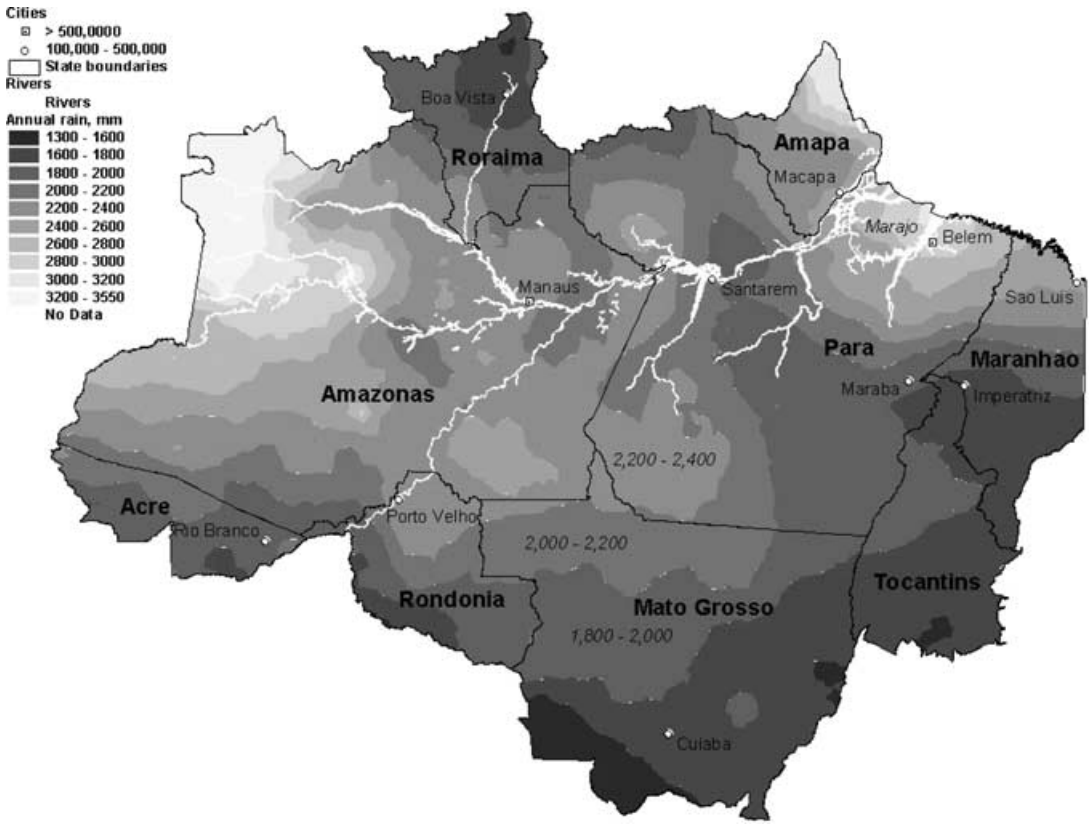 Cities
> 500,0000
100,000 - 500,000
State boundaries
Rivers
Rivers
Annual rain, mm
1300 - 1600
1600 - 1800
1800 - 2000
2000 - 2200
2200 - 2400
2400 - 2600
2600 - 2800
2800 - 3000
3000 - 3200
3200 - 3550
No Data
Boa Vista
Roraima
Amapa
Macapa
Marajo
Belem
Sao Luis
Manaus
Santarem
Para
Maranhao
Maraba
Imperatriz
Amazonas
2,200 - 2,400
Acre
Rio Branco
Porto Velho
2,000 - 2,200
Rondonia
Mato Grosso
Tocantins
1,800 - 2,000
Cuiaba